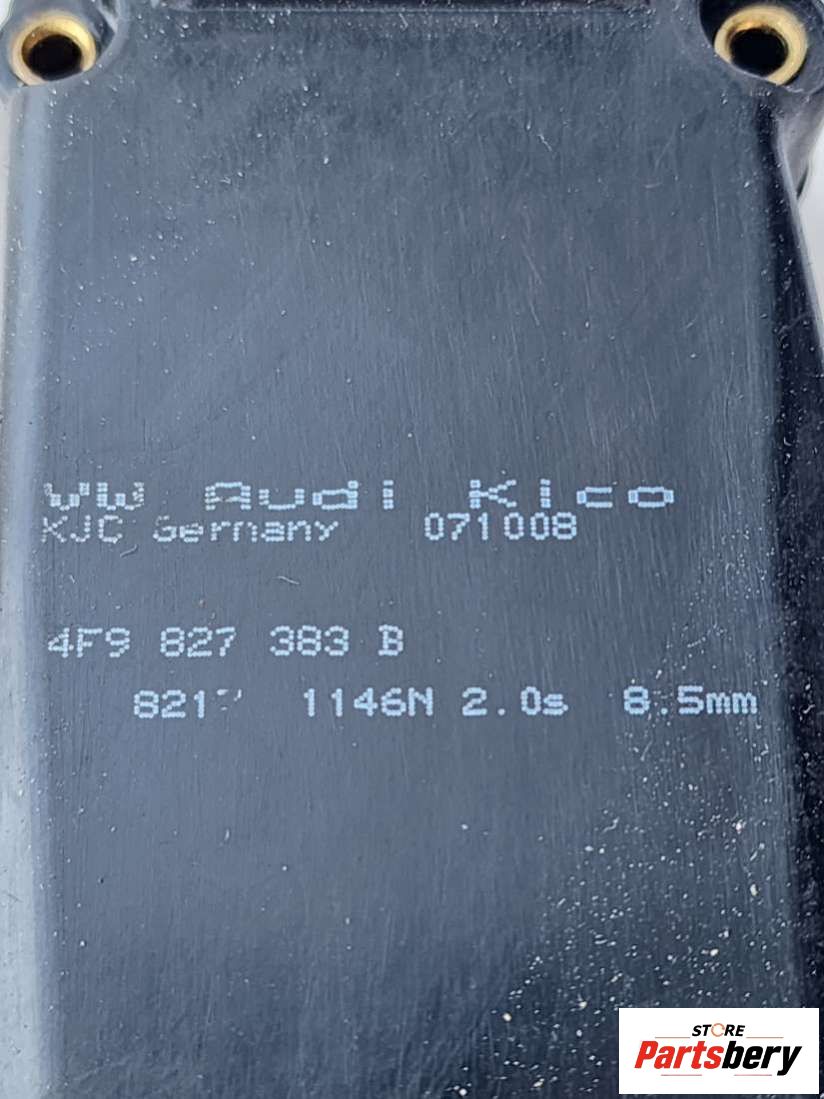 VW Audi Kico
KJC Germany 071008
4F9 827 383 B
1146N 2.0s 8.5mm
STORE
Partsbery